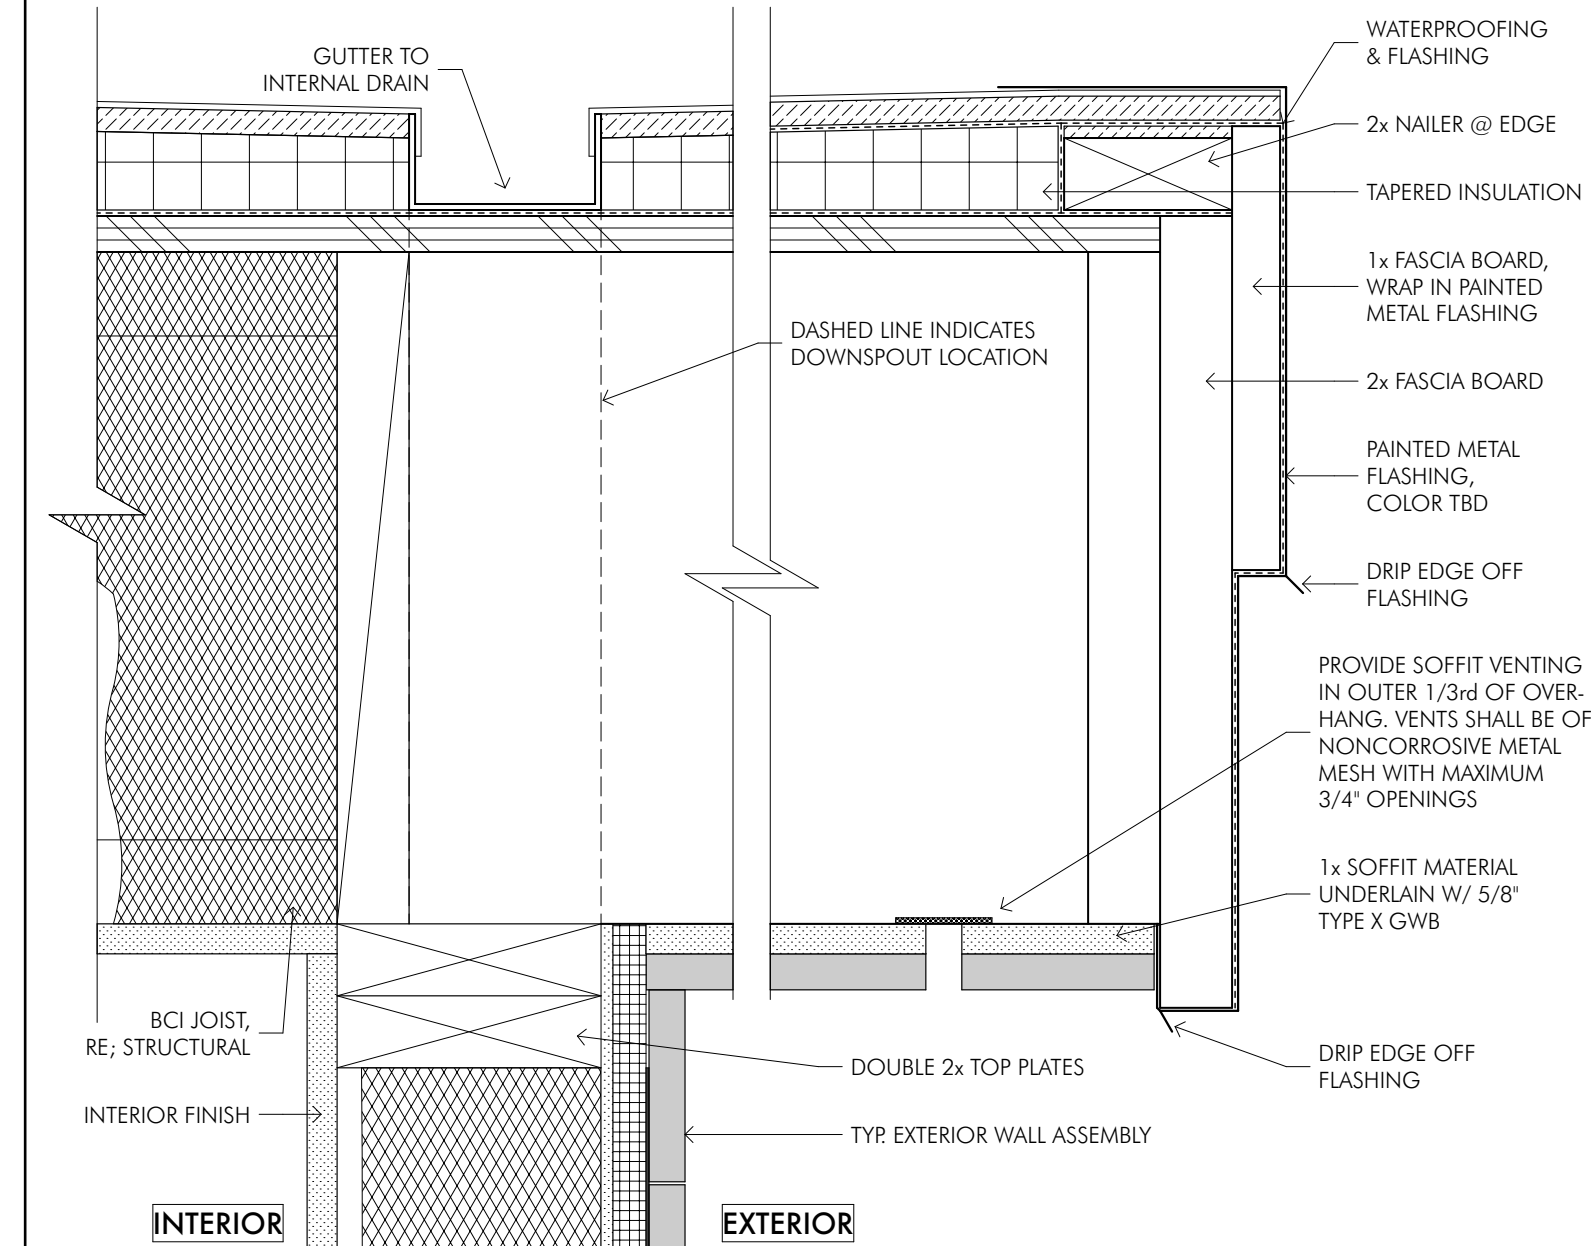 GUTTER TO
INTERNAL DRAIN
WATERPROOFING
& FLASHING
2x NAILER @ EDGE
TAPERED INSULATION
1x FASCIA BOARD,
WRAP IN PAINTED
METAL FLASHING
DASHED LINE INDICATES
DOWNSPOUT LOCATION
2x FASCIA BOARD
PAINTED METAL
FLASHING,
COLOR TBD
DRIP EDGE OFF
FLASHING
PROVIDE SOFFIT VENTING
IN OUTER 1/3rd OF OVER-
HANG. VENTS SHALL BE OF
NONCORROSIVE METAL
MESH WITH MAXIMUM
3/4" OPENINGS
1x SOFFIT MATERIAL
UNDERLAIN W/ 5/8"
TYPE X GWB
BCI JOIST,
RE; STRUCTURAL
DOUBLE 2x TOP PLATES
DRIP EDGE OFF
FLASHING
INTERIOR FINISH
TYP. EXTERIOR WALL ASSEMBLY
INTERIOR
EXTERIOR